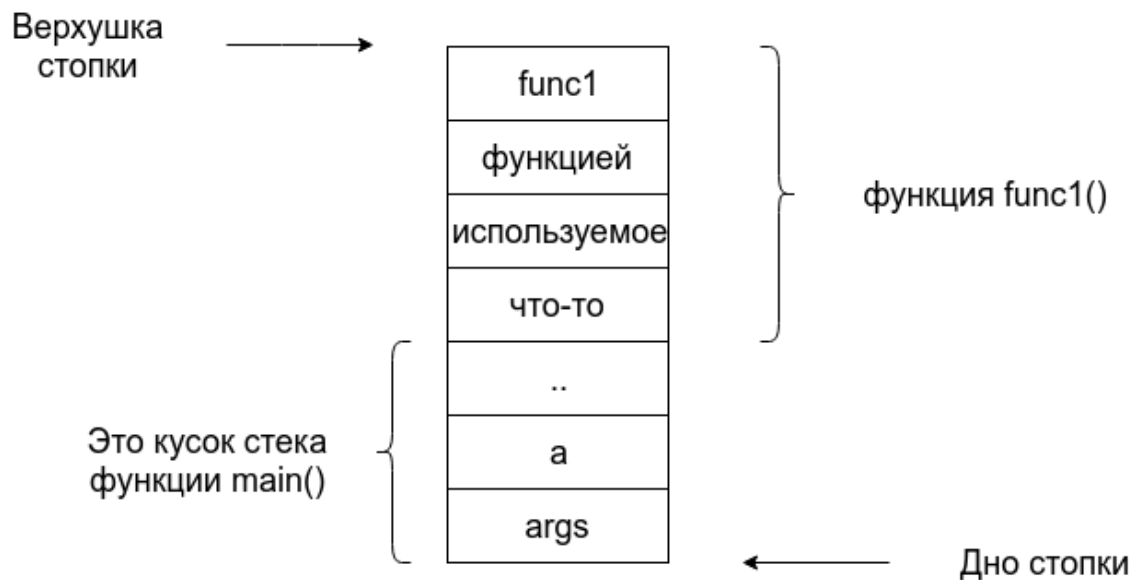 Верхушка
стопки
func1
функцией
используемое
что-то
функция func1()
..
a
args
Это кусок стека
функции main()
Дно стопки